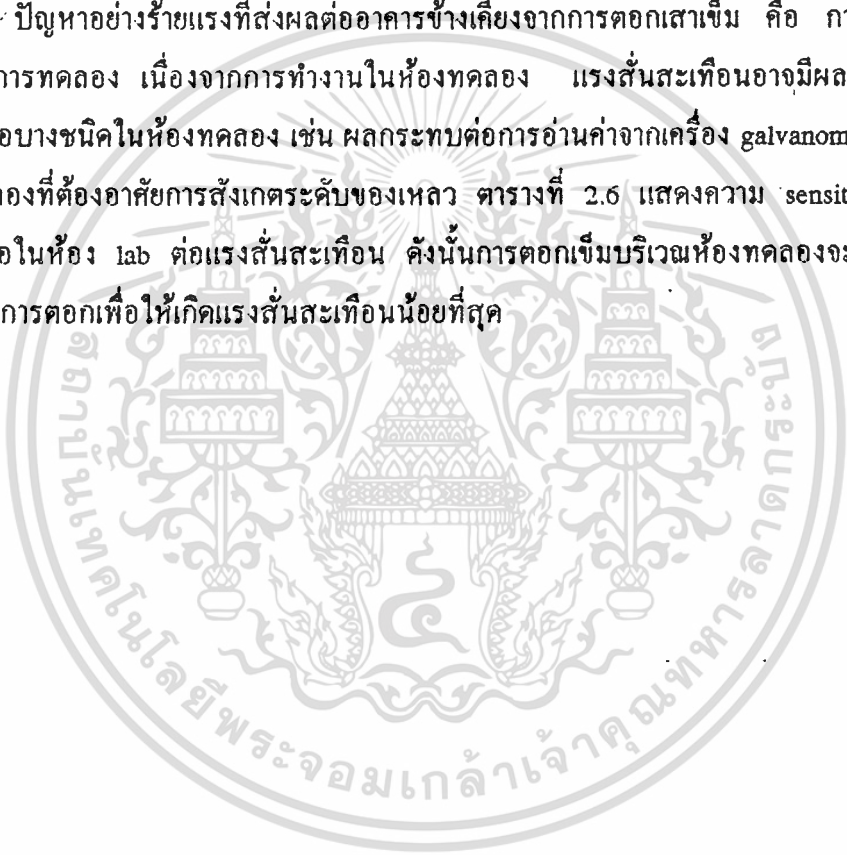 ปัญหาอย่างร้ายแรงที่ส่งผลต่ออาคารข้างเคียงจากการตอกเสาเข็ม คือ กา
การทดลอง เนื่องจากการทำงานในห้องทดลอง แรงสั่นสะเทือนอาจมีผล
อบางชนิดในห้องทดลอง เช่น ผลกระทบต่อการอ่านค่าจากเครื่อง galvanom
องที่ต้องอาศัยการสังเกตระดับของเหลว ตารางที่ 2.6 แสดงความ sensit
อในห้อง lab ต่อแรงสั่นสะเทือน ดังนั้นการตอกเข็มบริเวณห้องทดลองจะ
การตอกเพื่อให้เกิดแรงสั่นสะเทือนน้อยที่สุด
สถาบันเทคโนโลยีพระจอมเกล้าเจ้าคุณทหารลาดกระบัง